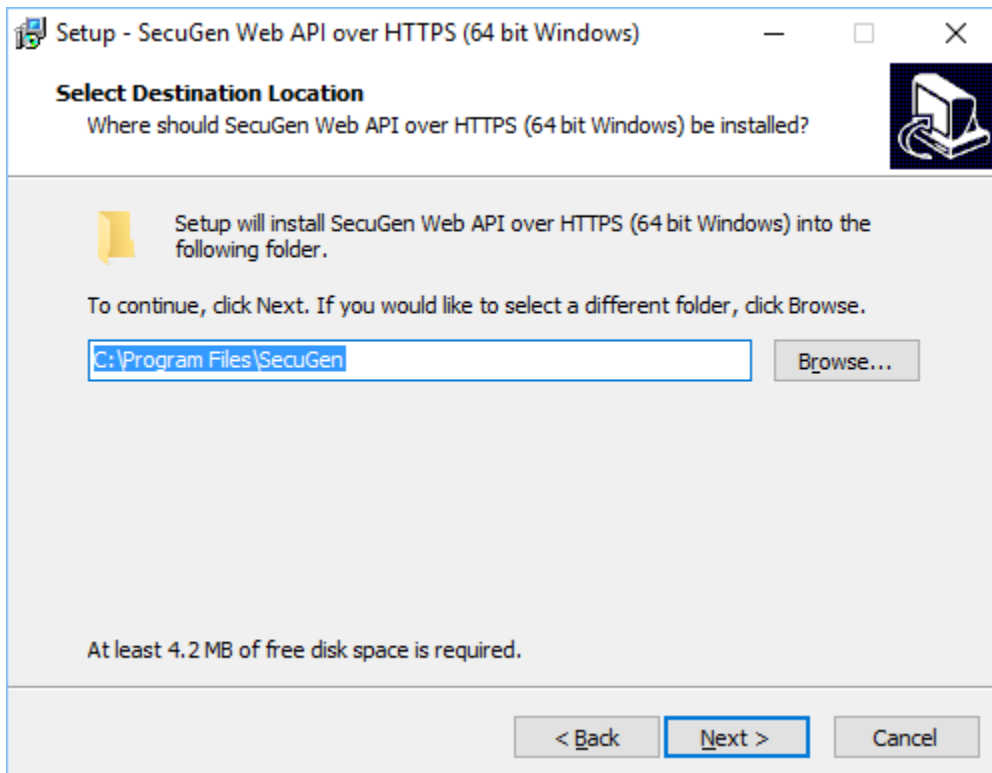 Setup - SecuGen Web API over HTTPS (64 bit Windows)
Select Destination Location
Where should SecuGen Web API over HTTPS (64 bit Windows) be installed?
Setup will install SecuGen Web API over HTTPS (64 bit Windows) into the
following folder.
To continue, click Next. If you would like to select a different folder, click Browse.
C:\Program Files\SecuGen
Browse...
At least 4.2 MB of free disk space is required.
< Back
Next >
Cancel